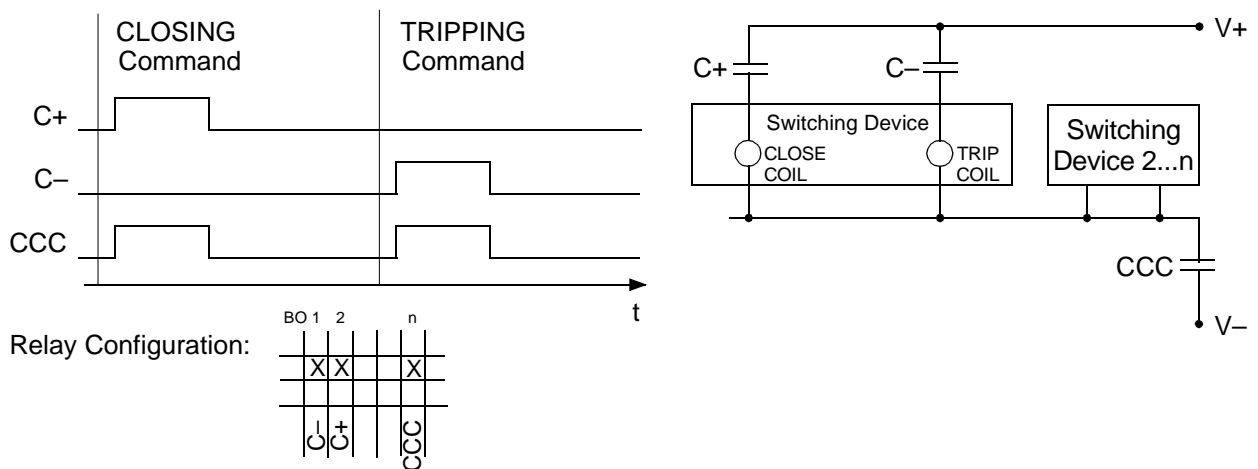 CLOSING
Command
TRIPPING
Command
C+
C–
CCC
t
BO 1 2 n
Relay Configuration:
X X X
C–
C+
CCC
V+
C+
C–
Switching Device
CLOSE
COIL
TRIP
COIL
Switching
Device 2...n
CCC
V–